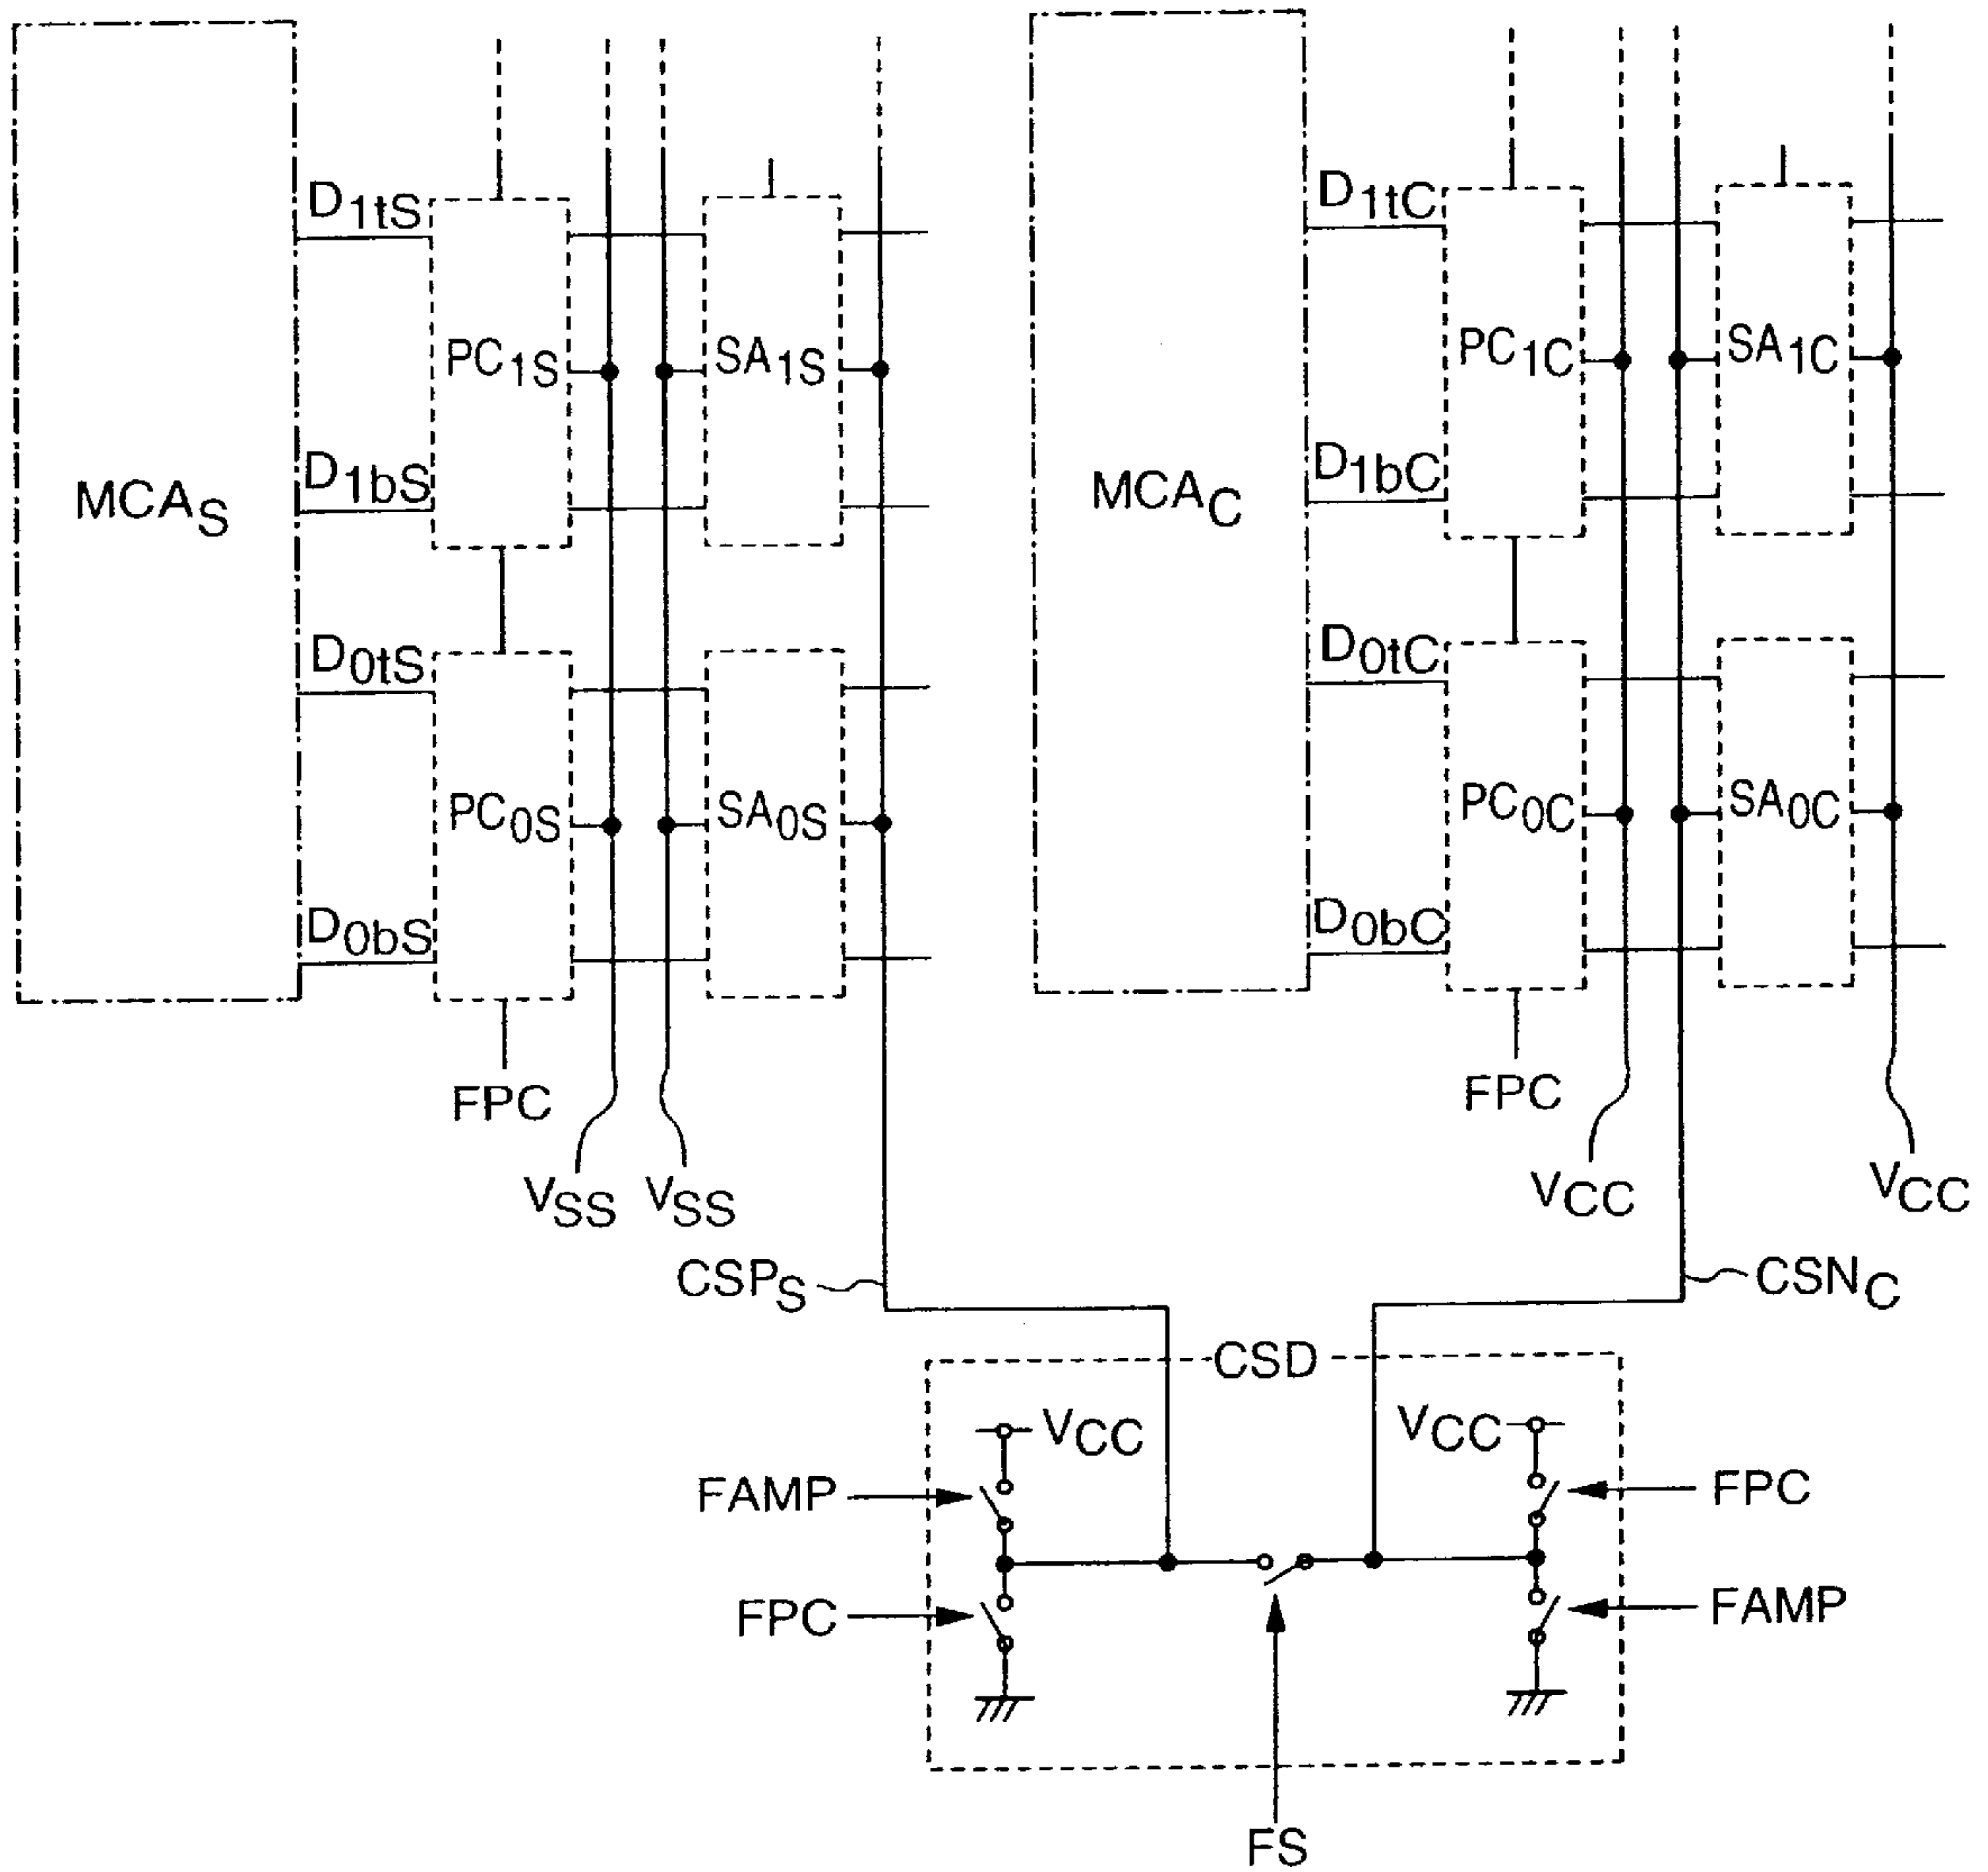 D1tS
D1tC
PC1S
SA1S
PC1C
SA1C
MCAS
D1bS
MCAC
D1bC
D0tS
D0tC
PC0S
SA0S
PC0C
SA0C
D0bS
D0bC
FPC
FPC
VSS
VSS
VCC
VCC
CSPS
CSNC
CSD
VCC
VCC
FAMP
FPC
FPC
FAMP
FS